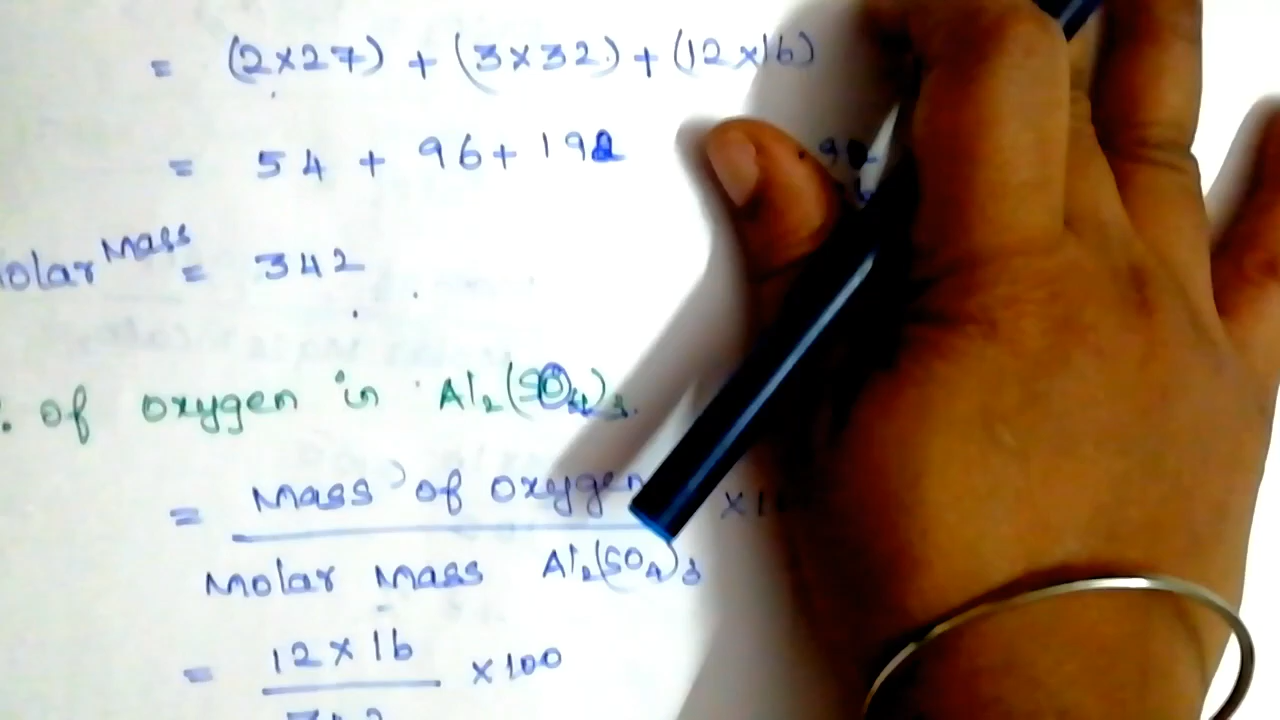 = (2×27) + (3×32) + (12×16)
= 54 + 96 + 192
Molar Mass = 342
of oxygen in Al₂(SO₄)₃.
= Mass of oxygen
Molar Mass Al₂(SO₄)₃
= 12×16 ×100
342